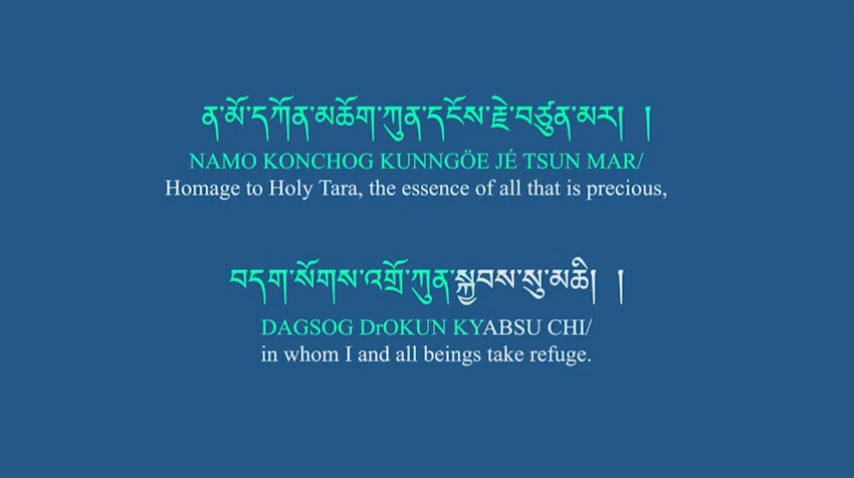 ན་མོ་དཀོན་མཆོག་ཀུན་དངོས་རྗེ་བཙུན་མར། །
NAMO KONCHOG KUNNGÖE JÉ TSUN MAR/
Homage to Holy Tara, the essence of all that is precious,
བདག་སོགས་འགྲོ་ཀུན་སྐྱབས་སུ་མཆི། །
DAGSOG DrOKUN KYABSU CHI/
in whom I and all beings take refuge.